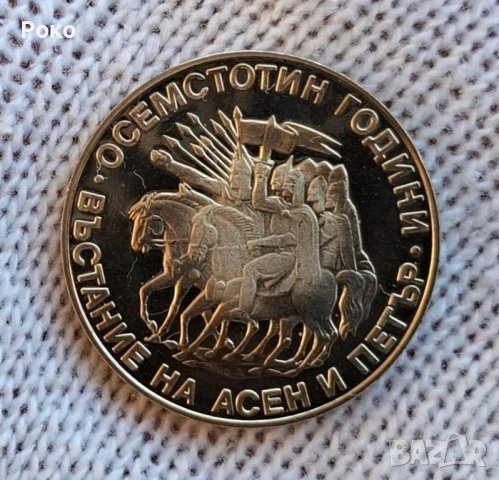 Роко
ОСЕМСТОТИН ГОДИНИ
· ВЪСТАНИЕ НА АСЕН И ПЕТЪР ·
BAZAR